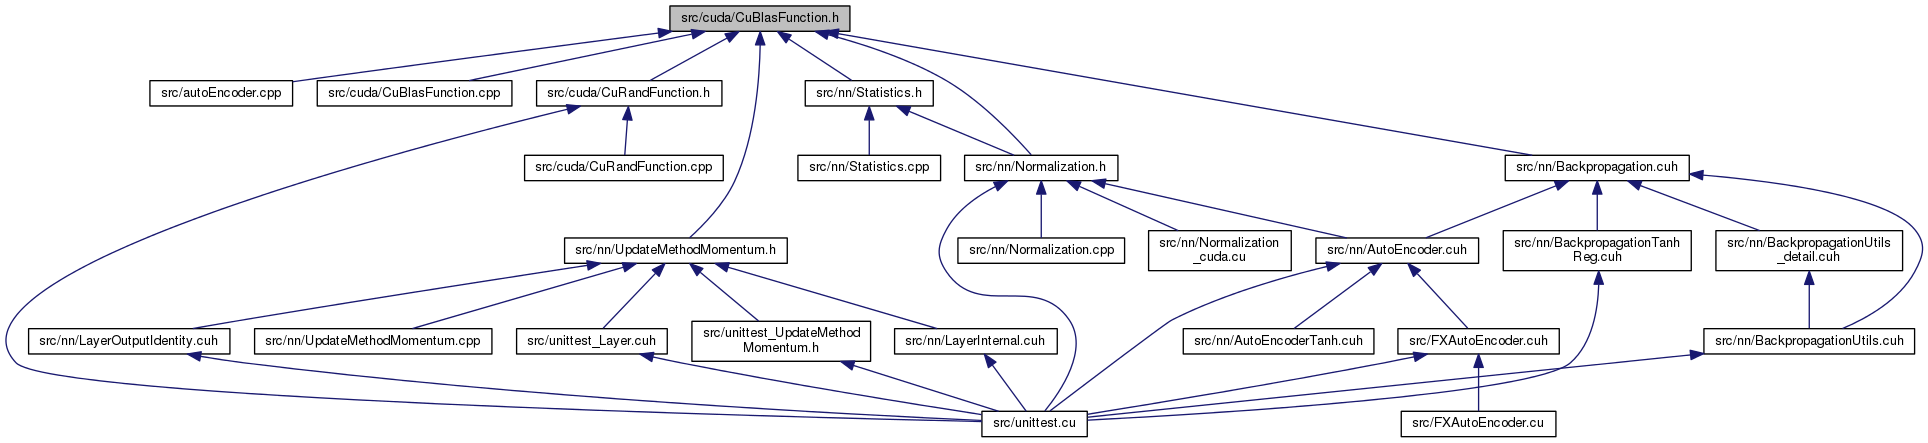 src/cuda/CuBlasFunction.h
src/autoEncoder.cpp
src/cuda/CuBlasFunction.cpp
src/cuda/CuRandFunction.h
src/nn/Statistics.h
src/cuda/CuRandFunction.cpp
src/nn/Statistics.cpp
src/nn/Normalization.h
src/nn/Backpropagation.cuh
src/nn/UpdateMethodMomentum.h
src/nn/Normalization.cpp
src/nn/Normalization
_cuda.cu
src/nn/AutoEncoder.cuh
src/nn/BackpropagationTanh
Reg.cuh
src/nn/BackpropagationUtils
_detail.cuh
src/nn/LayerOutputIdentity.cuh
src/nn/UpdateMethodMomentum.cpp
src/unittest_Layer.cuh
src/unittest_UpdateMethod
Momentum.h
src/nn/LayerInternal.cuh
src/nn/AutoEncoderTanh.cuh
src/FXAutoEncoder.cuh
src/nn/BackpropagationUtils.cuh
src/unittest.cu
src/FXAutoEncoder.cu